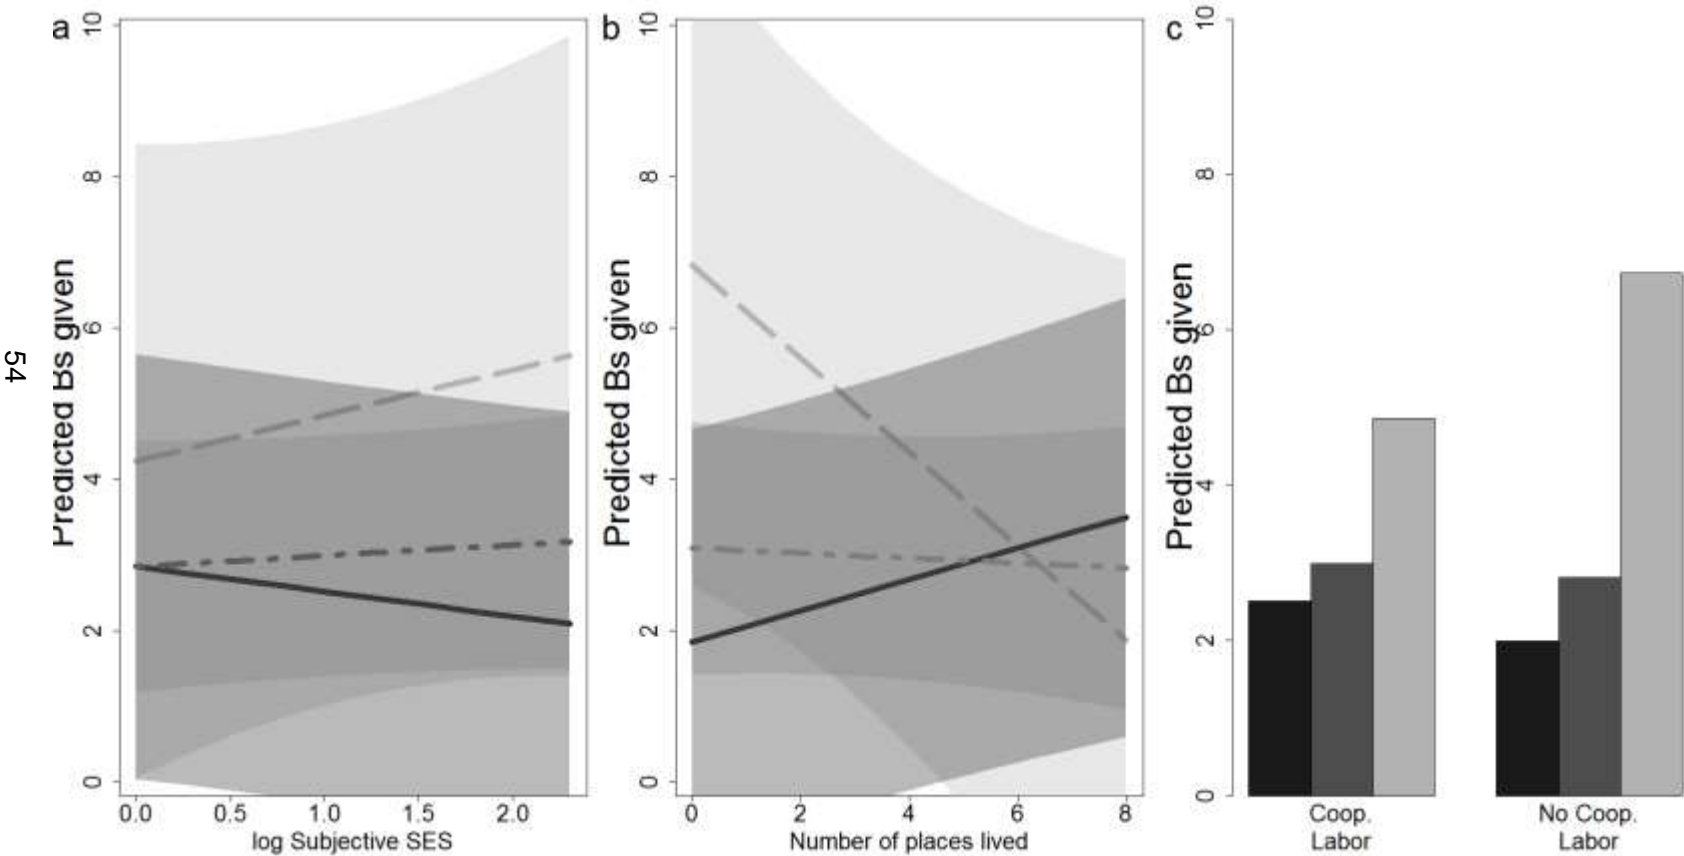 54
a
Predicted Bs given
10
8
6
4
2
0
0.0 0.5 1.0 1.5 2.0
log Subjective SES
b
Predicted Bs given
10
8
6
4
2
0
0 2 4 6 8
Number of places lived
c
Predicted Bs given
10
8
6
4
2
0
Coop.
Labor
No Coop.
Labor